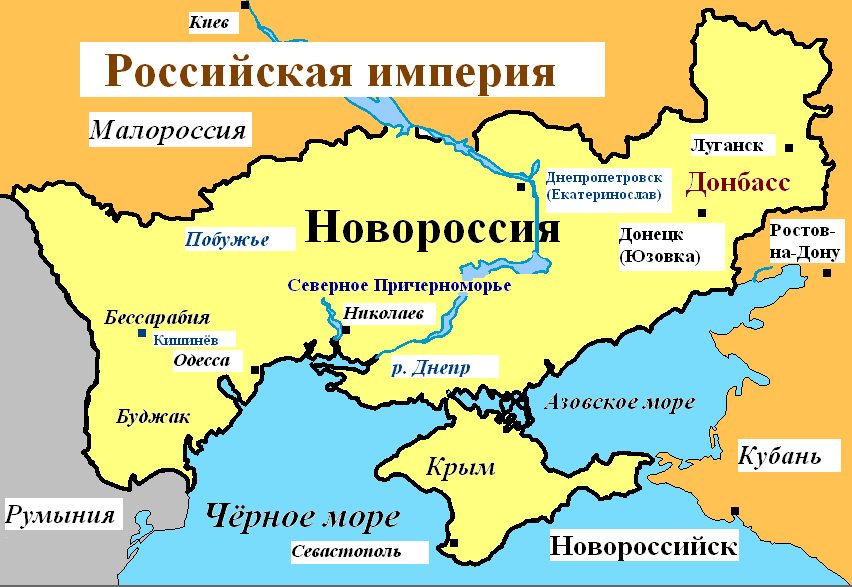 Киев
Российская империя
Малороссия
Луганск
Днепропетровск
(Екатеринослав)
Донбасс
Новороссия
Побужье
Донецк
(Юзовка)
Ростов-
на-Дону
Северное Причерноморье
Бессарабия
Николаев
Кишинёв
Одесса
р. Днепр
Азовское море
Буджак
Крым
Кубань
Румыния
Чёрное море
Севастополь
Новороссийск